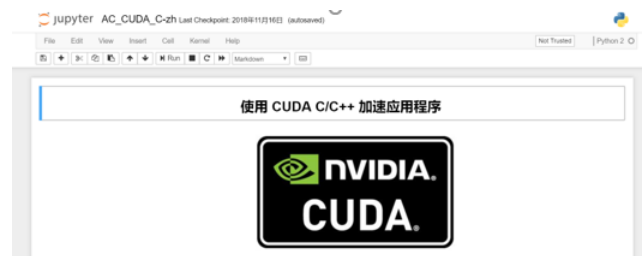 jupyter AC_CUDA_C-zh Last Checkpoint: 2018年11月16日 (autosaved)
File Edit View Insert Cell Kernel Help Not Trusted Python 2
Run Markdown
使用 CUDA C/C++ 加速应用程序
NVIDIA.
CUDA.